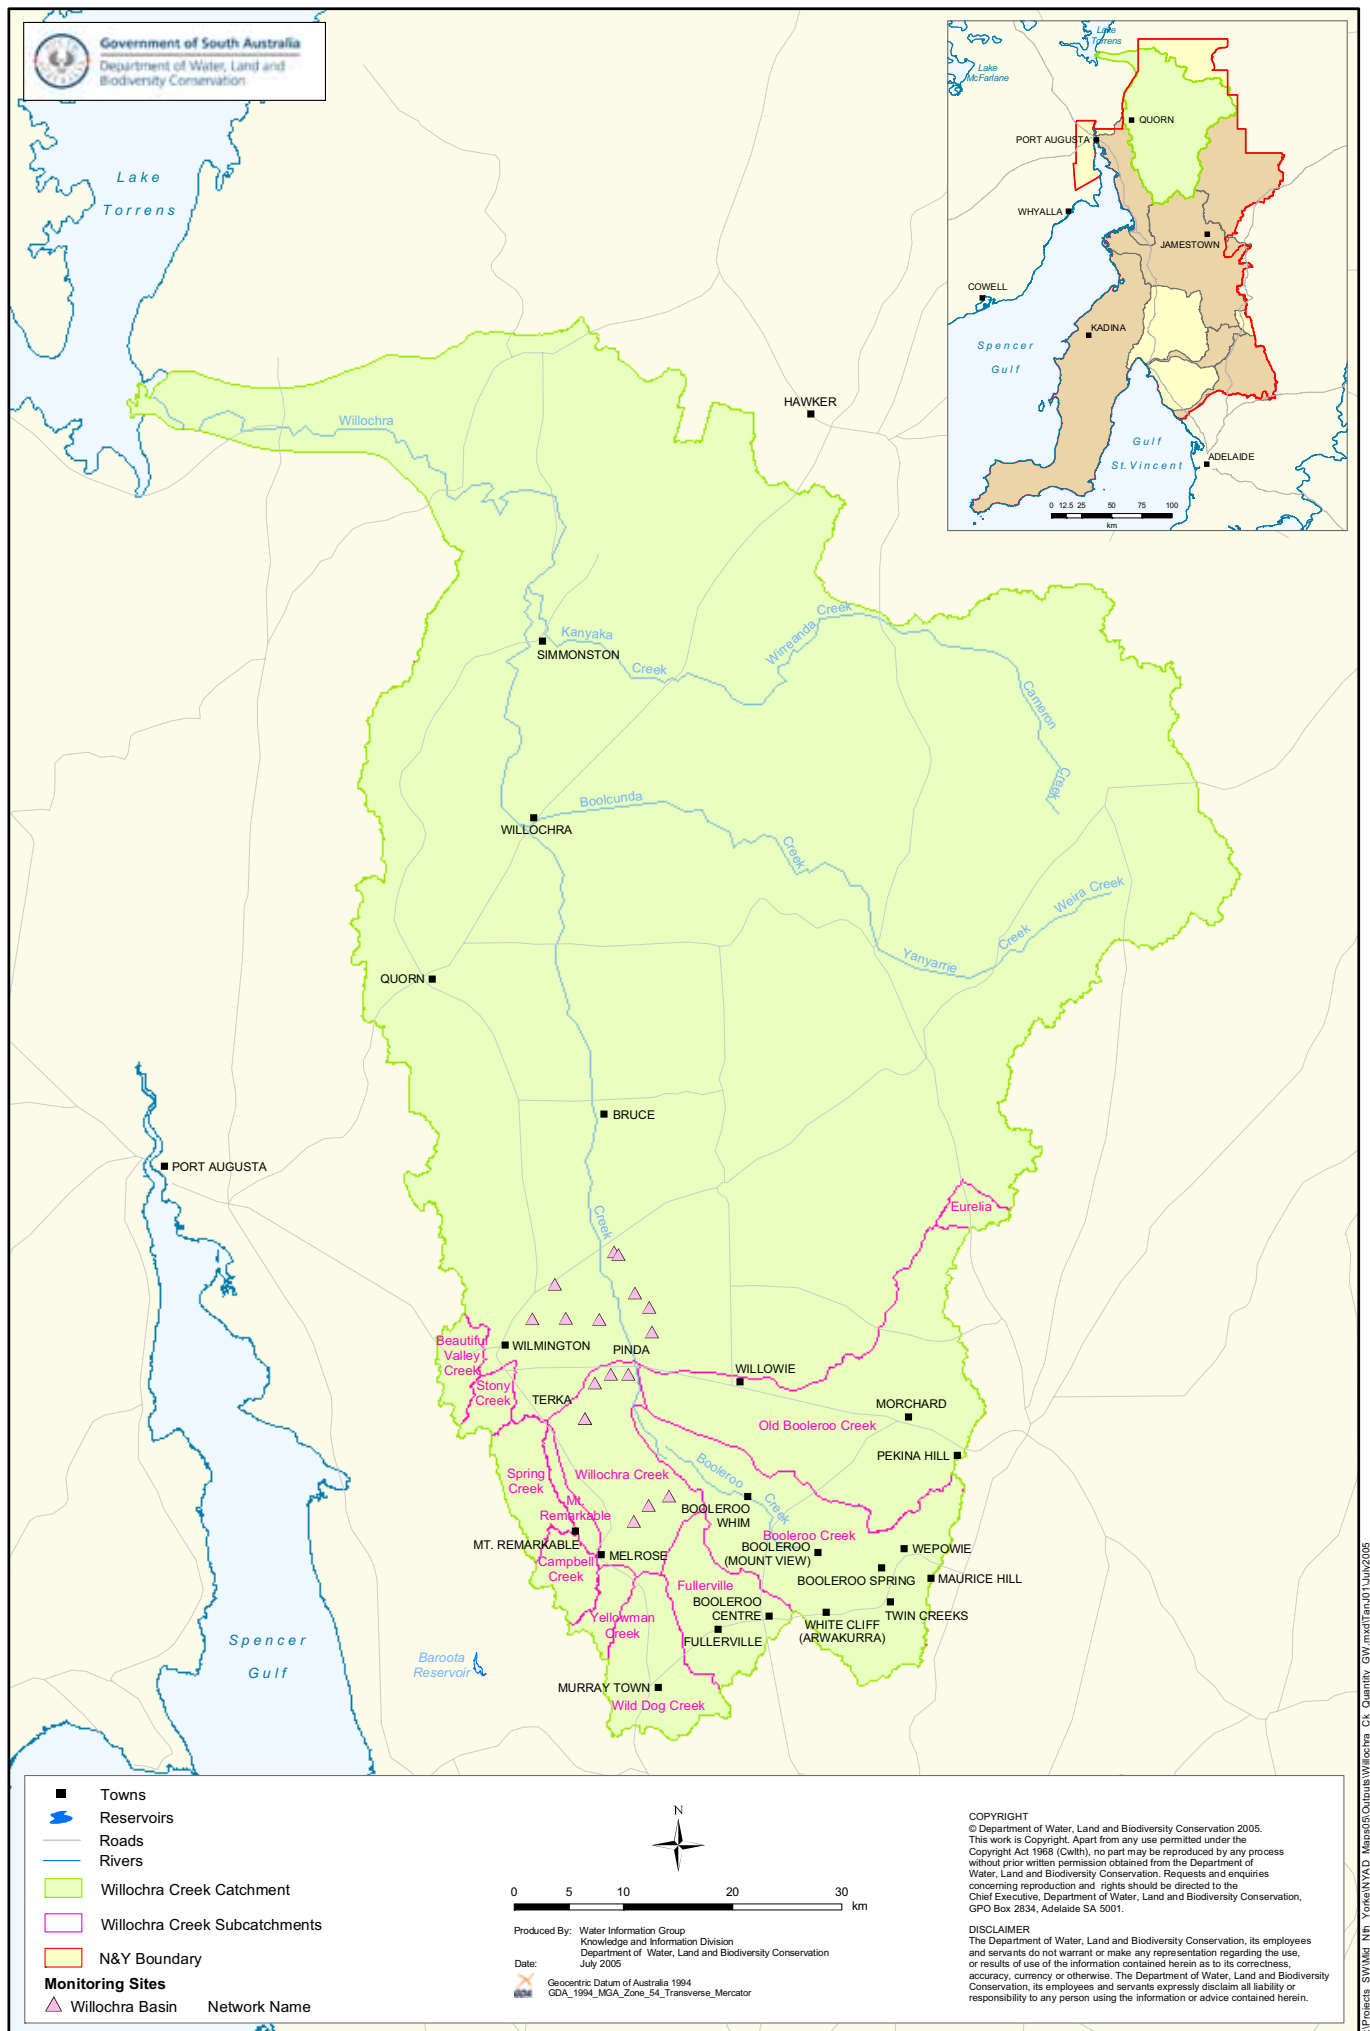 Government of South Australia
Department of Water, Land and
Biodiversity Conservation
Lake
Torrens
Lake
Torrens
Lake
McFarlane
QUORN
PORT AUGUSTA
WHYALLA
JAMESTOWN
COWELL
KADINA
Spencer
Gulf
Gulf
St. Vincent
ADELAIDE
0 12.5 25 50 75 100
km
HAWKER
Willochra
Kanyaka
Creek
SIMMONSTON
Wirreanda
Creek
Cameron
Creek
Boolcunda
Creek
WILLOCHRA
Weira Creek
Creek
Yanyarrie
QUORN
BRUCE
PORT AUGUSTA
Creek
Eurelia
Beautiful
Valley
Creek
WILMINGTON
PINDA
Stony
Creek
TERKA
WILLOWIE
MORCHARD
Old Booleroo Creek
PEKINA HILL
Spring
Creek
Willochra Creek
Booleroo
Creek
Mt.
Remarkable
BOOLEROO
WHIM
MT. REMARKABLE
MELROSE
Booleroo Creek
BOOLEROO
(MOUNT VIEW)
WEPOWIE
Campbell
Creek
BOOLEROO SPRING
MAURICE HILL
Fullerville
BOOLEROO
CENTRE
TWIN CREEKS
WHITE CLIFF
(ARWAKURRA)
Yellowman
Creek
FULLERVILLE
Spencer
Gulf
Baroota
Reservoir
MURRAY TOWN
Wild Dog Creek
Towns
Reservoirs
Roads
Rivers
Willochra Creek Catchment
Willochra Creek Subcatchments
N&Y Boundary
Monitoring Sites
Willochra Basin Network Name
N
0 5 10 20 30
km
Produced By: Water Information Group
Knowledge and Information Division
Department of Water, Land and Biodiversity Conservation
Date: July 2005
Geocentric Datum of Australia 1994
GDA_1994_MGA_Zone_54_Transverse_Mercator
COPYRIGHT
© Department of Water, Land and Biodiversity Conservation 2005.
This work is Copyright. Apart from any use permitted under the
Copyright Act 1968 (Cwlth), no part may be reproduced by any process
without prior written permission obtained from the Department of
Water, Land and Biodiversity Conservation. Requests and enquiries
concerning reproduction and rights should be directed to the
Chief Executive, Department of Water, Land and Biodiversity Conservation,
GPO Box 2834, Adelaide SA 5001.
DISCLAIMER
The Department of Water, Land and Biodiversity Conservation, its employees
and servants do not warrant or make any representation regarding the use,
or results of use of the information contained herein as to its correctness,
accuracy, currency or otherwise. The Department of Water, Land and Biodiversity
Conservation, its employees and servants expressly disclaim all liability or
responsibility to any person using the information or advice contained herein.
:\Projects_SW\Mid_Nth_Yorke\NYAD_Maps05\Outputs\Willochra_Ck_Quantity_GW.mxd\TanJ01\July2005